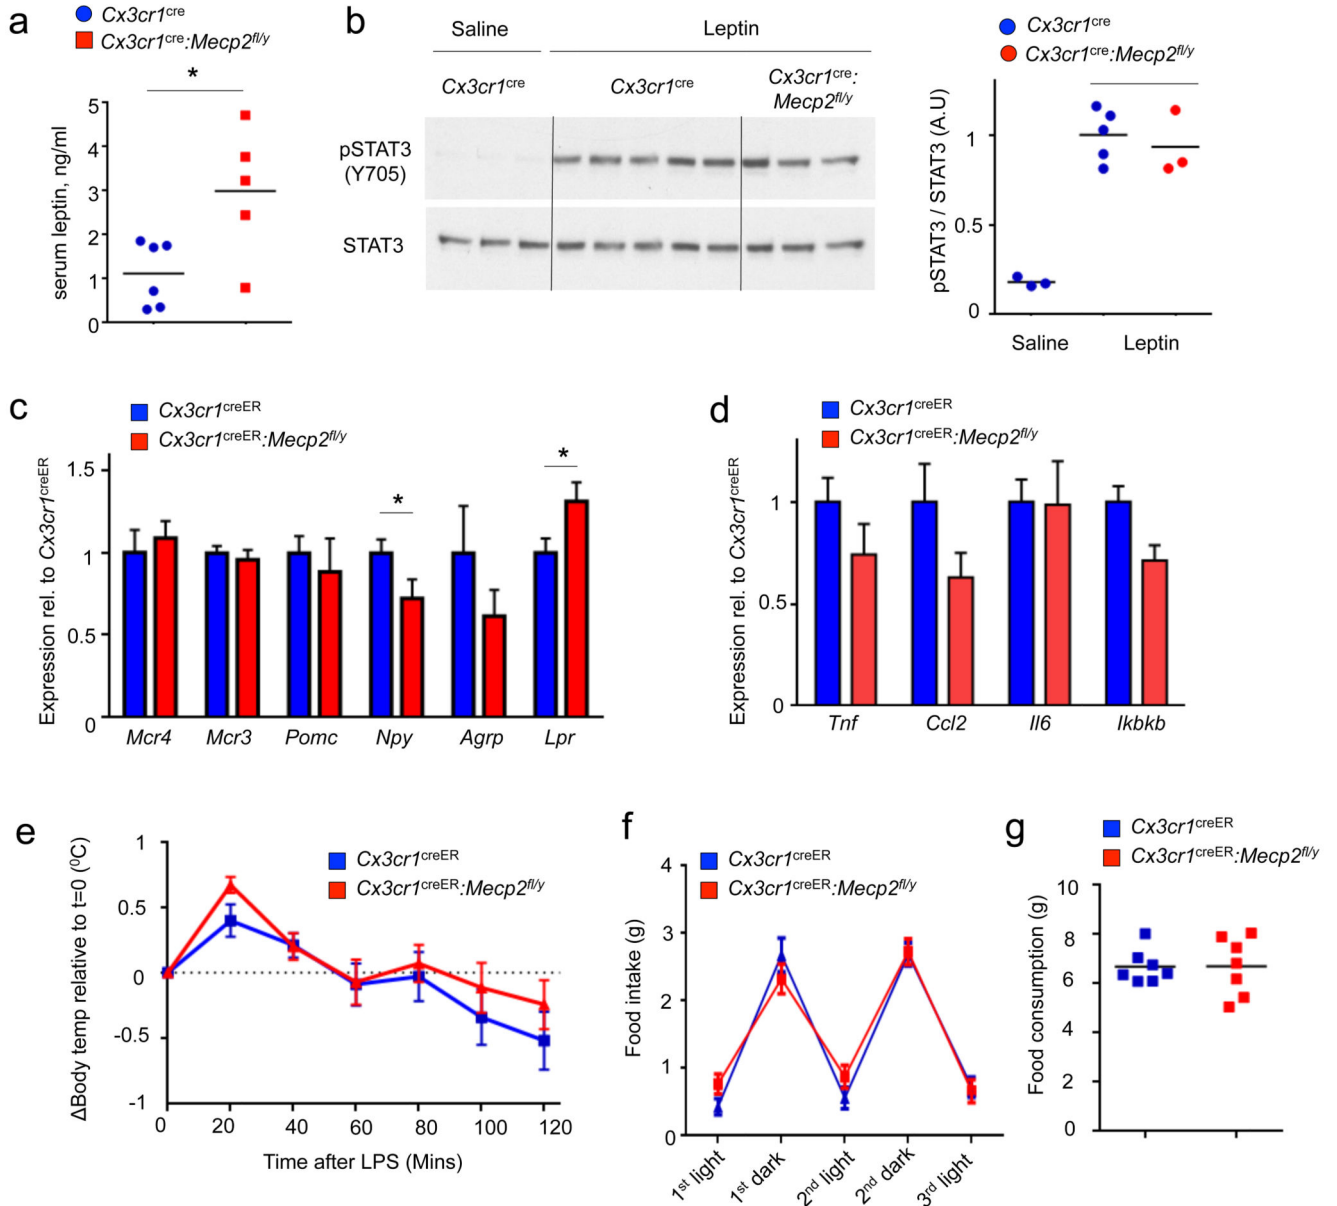 a
Cx3cr1cre
Cx3cr1cre:Mecp2fl/y
*
serum leptin, ng/ml
5
4
3
2
1
0
b
Saline
Leptin
Cx3cr1cre
Cx3cr1cre
Cx3cr1cre:
Mecp2fl/y
pSTAT3
(Y705)
STAT3
Cx3cr1cre
Cx3cr1cre:Mecp2fl/y
pSTAT3 / STAT3 (A.U)
1
0.5
0
Saline
Leptin
c
Cx3cr1creER
Cx3cr1creER:Mecp2fl/y
Expression rel. to Cx3cr1creER
1.5
1
0.5
0
*
*
Mcr4
Mcr3
Pomc
Npy
Agrp
Lpr
d
Cx3cr1creER
Cx3cr1creER:Mecp2fl/y
Expression rel. to Cx3cr1creER
1
0.5
0
Tnf
Ccl2
Il6
Ikbkb
e
Cx3cr1creER
Cx3cr1creER:Mecp2fl/y
ΔBody temp relative to t=0 (⁰C)
1
0.5
0
-0.5
-1
0
20
40
60
80
100
120
Time after LPS (Mins)
f
Cx3cr1creER
Cx3cr1creER:Mecp2fl/y
Food intake (g)
4
3
2
1
0
1st light
1st dark
2nd light
2nd dark
3rd light
g
Cx3cr1creER
Cx3cr1creER:Mecp2fl/y
Food consumption (g)
10
8
6
4
2
0